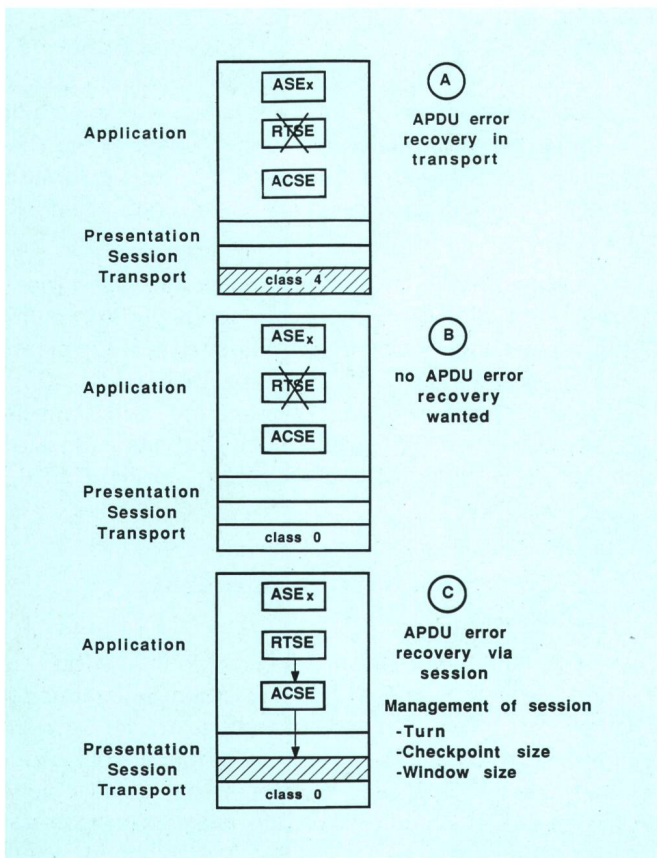 ASEx
A
Application
RTSE
APDU error
recovery in
transport
ACSE
Presentation
Session
Transport
class 4
ASEx
B
Application
RTSE
no APDU error
recovery
wanted
ACSE
Presentation
Session
Transport
class 0
ASEx
C
Application
RTSE
APDU error
recovery via
session
ACSE
Management of session
-Turn
-Checkpoint size
-Window size
Presentation
Session
Transport
class 0